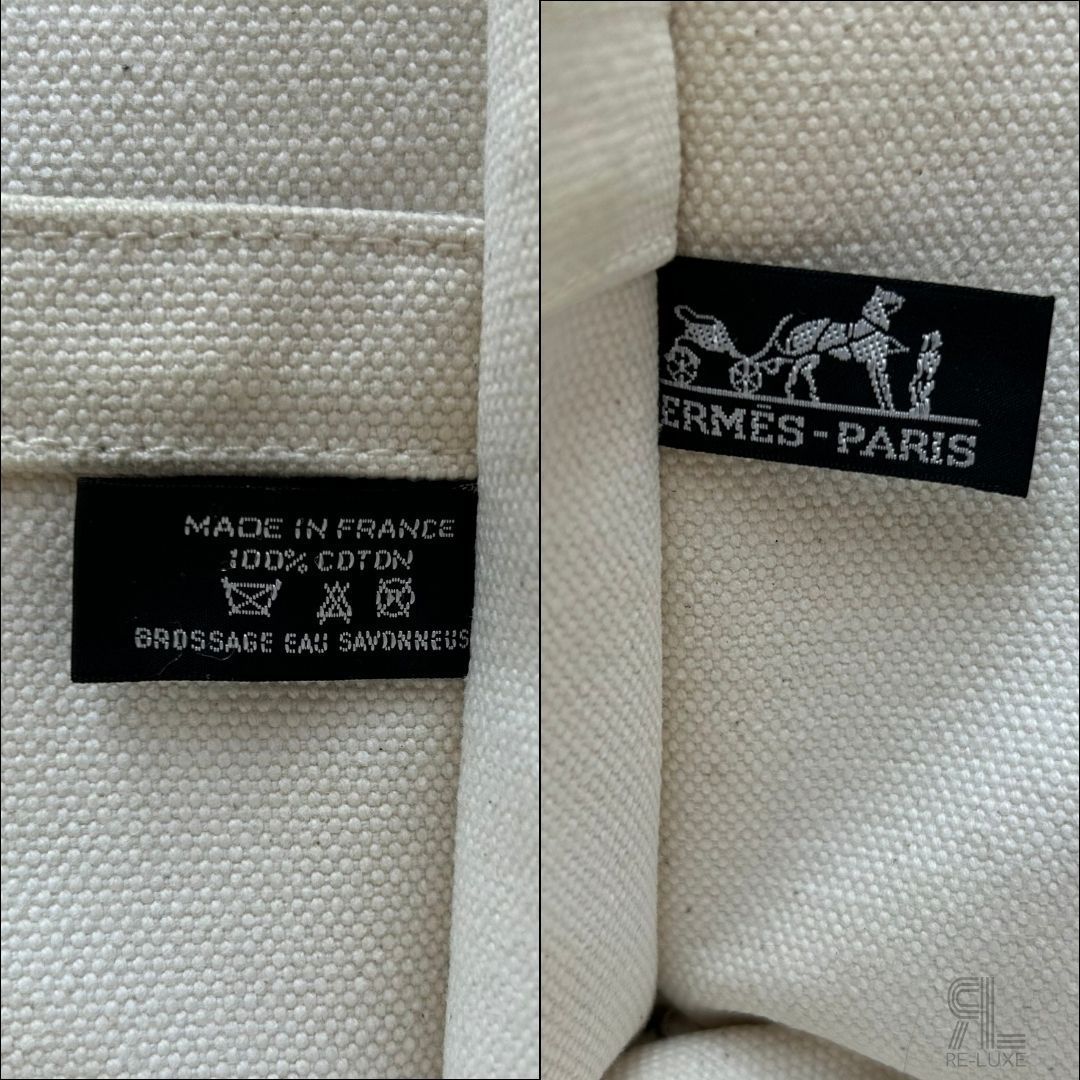 MADE IN FRANCE
100% COTON
BROSSAGE EAU SAVONNEUS
ERMÈS-PARIS
RE-LUXE